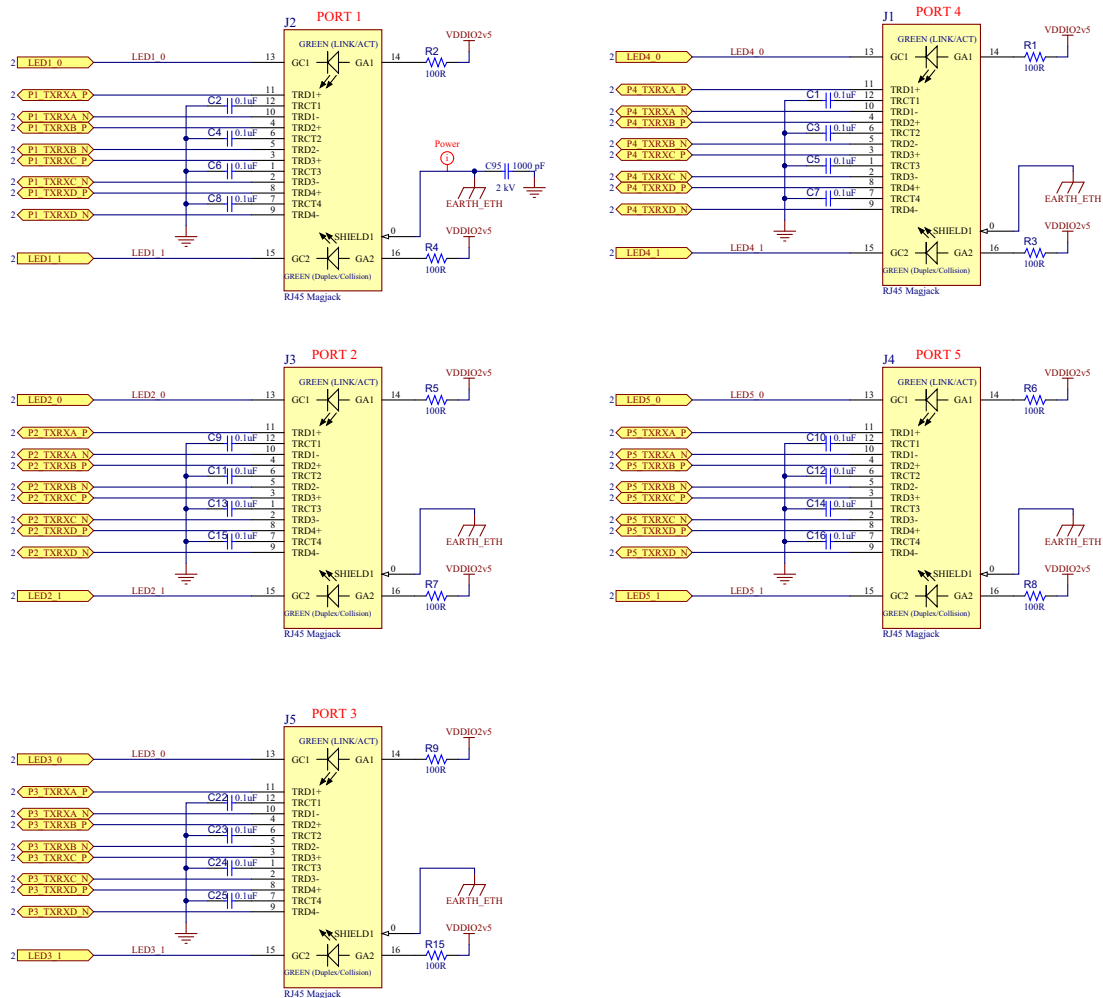 PORT 1
J2
GREEN (LINK/ACT)
VDDIO2v5
2 LED1_0 LED1_0 13 GC1 GA1 14 R2
100R
2 P1_TXRXA_P 11 TRD1+
C2 0.1uF 12 TRCT1
2 P1_TXRXA_N 10 TRD1-
2 P1_TXRXB_P 4 TRD2+
C4 0.1uF 6 TRCT2
2 P1_TXRXB_N 5 TRD2-
2 P1_TXRXC_P 3 TRD3+
C6 0.1uF 1 TRCT3
2 P1_TXRXC_N 2 TRD3-
2 P1_TXRXD_P 8 TRD4+
C8 0.1uF 7 TRCT4
2 P1_TXRXD_N 9 TRD4-
Power
i
C95 1000 pF
2 kV
EARTH_ETH
SHIELD1 0
VDDIO2v5
2 LED1_1 LED1_1 15 GC2 GA2 16 R4
100R
GREEN (Duplex/Collision)
RJ45 Magjack
PORT 4
J1
GREEN (LINK/ACT)
VDDIO2v5
2 LED4_0 LED4_0 13 GC1 GA1 14 R1
100R
2 P4_TXRXA_P 11 TRD1+
C1 0.1uF 12 TRCT1
2 P4_TXRXA_N 10 TRD1-
2 P4_TXRXB_P 4 TRD2+
C3 0.1uF 6 TRCT2
2 P4_TXRXB_N 5 TRD2-
2 P4_TXRXC_P 3 TRD3+
C5 0.1uF 1 TRCT3
2 P4_TXRXC_N 2 TRD3-
2 P4_TXRXD_P 8 TRD4+
C7 0.1uF 7 TRCT4
2 P4_TXRXD_N 9 TRD4-
EARTH_ETH
SHIELD1 0
VDDIO2v5
2 LED4_1 LED4_1 15 GC2 GA2 16 R3
100R
GREEN (Duplex/Collision)
RJ45 Magjack
PORT 2
J3
GREEN (LINK/ACT)
VDDIO2v5
2 LED2_0 LED2_0 13 GC1 GA1 14 R5
100R
2 P2_TXRXA_P 11 TRD1+
C9 0.1uF 12 TRCT1
2 P2_TXRXA_N 10 TRD1-
2 P2_TXRXB_P 4 TRD2+
C11 0.1uF 6 TRCT2
2 P2_TXRXB_N 5 TRD2-
2 P2_TXRXC_P 3 TRD3+
C13 0.1uF 1 TRCT3
2 P2_TXRXC_N 2 TRD3-
2 P2_TXRXD_P 8 TRD4+
C15 0.1uF 7 TRCT4
2 P2_TXRXD_N 9 TRD4-
EARTH_ETH
SHIELD1 0
VDDIO2v5
2 LED2_1 LED2_1 15 GC2 GA2 16 R7
100R
GREEN (Duplex/Collision)
RJ45 Magjack
PORT 5
J4
GREEN (LINK/ACT)
VDDIO2v5
2 LED5_0 LED5_0 13 GC1 GA1 14 R6
100R
2 P5_TXRXA_P 11 TRD1+
C10 0.1uF 12 TRCT1
2 P5_TXRXA_N 10 TRD1-
2 P5_TXRXB_P 4 TRD2+
C12 0.1uF 6 TRCT2
2 P5_TXRXB_N 5 TRD2-
2 P5_TXRXC_P 3 TRD3+
C14 0.1uF 1 TRCT3
2 P5_TXRXC_N 2 TRD3-
2 P5_TXRXD_P 8 TRD4+
C16 0.1uF 7 TRCT4
2 P5_TXRXD_N 9 TRD4-
EARTH_ETH
SHIELD1 0
VDDIO2v5
2 LED5_1 LED5_1 15 GC2 GA2 16 R8
100R
GREEN (Duplex/Collision)
RJ45 Magjack
PORT 3
J5
GREEN (LINK/ACT)
VDDIO2v5
2 LED3_0 LED3_0 13 GC1 GA1 14 R9
100R
2 P3_TXRXA_P 11 TRD1+
C22 0.1uF 12 TRCT1
2 P3_TXRXA_N 10 TRD1-
2 P3_TXRXB_P 4 TRD2+
C23 0.1uF 6 TRCT2
2 P3_TXRXB_N 5 TRD2-
2 P3_TXRXC_P 3 TRD3+
C24 0.1uF 1 TRCT3
2 P3_TXRXC_N 2 TRD3-
2 P3_TXRXD_P 8 TRD4+
C25 0.1uF 7 TRCT4
2 P3_TXRXD_N 9 TRD4-
EARTH_ETH
SHIELD1 0
VDDIO2v5
2 LED3_1 LED3_1 15 GC2 GA2 16 R15
100R
GREEN (Duplex/Collision)
RJ45 Magjack